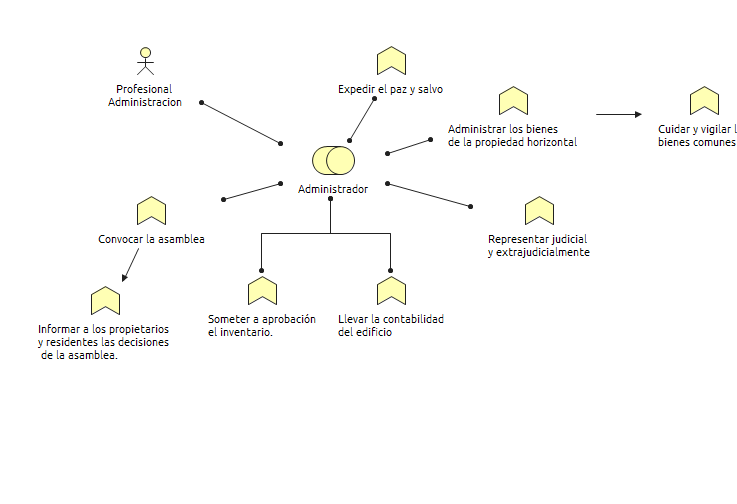 Profesional
Administracion
Expedir el paz y salvo
Administrar los bienes
de la propiedad horizontal
Cuidar y vigilar l
bienes comunes
Administrador
Convocar la asamblea
Representar judicial
y extrajudicialmente
Informar a los propietarios
y residentes las decisiones
de la asamblea.
Someter a aprobación
el inventario.
Llevar la contabilidad
del edificio